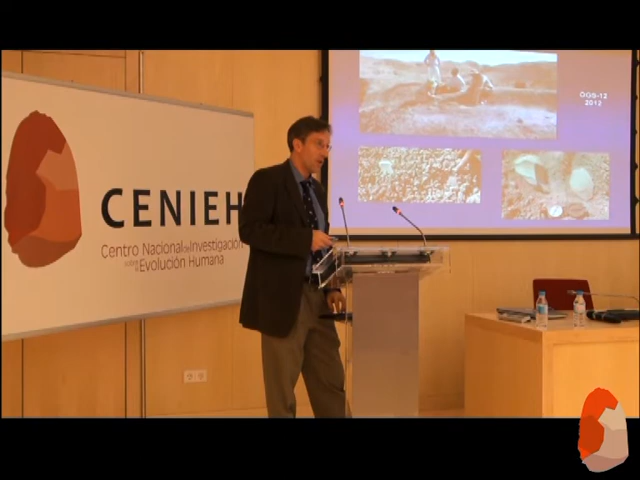 CENIEH
Centro Nacional de Investigación
sobre la Evolución Humana
OGS-12
2012